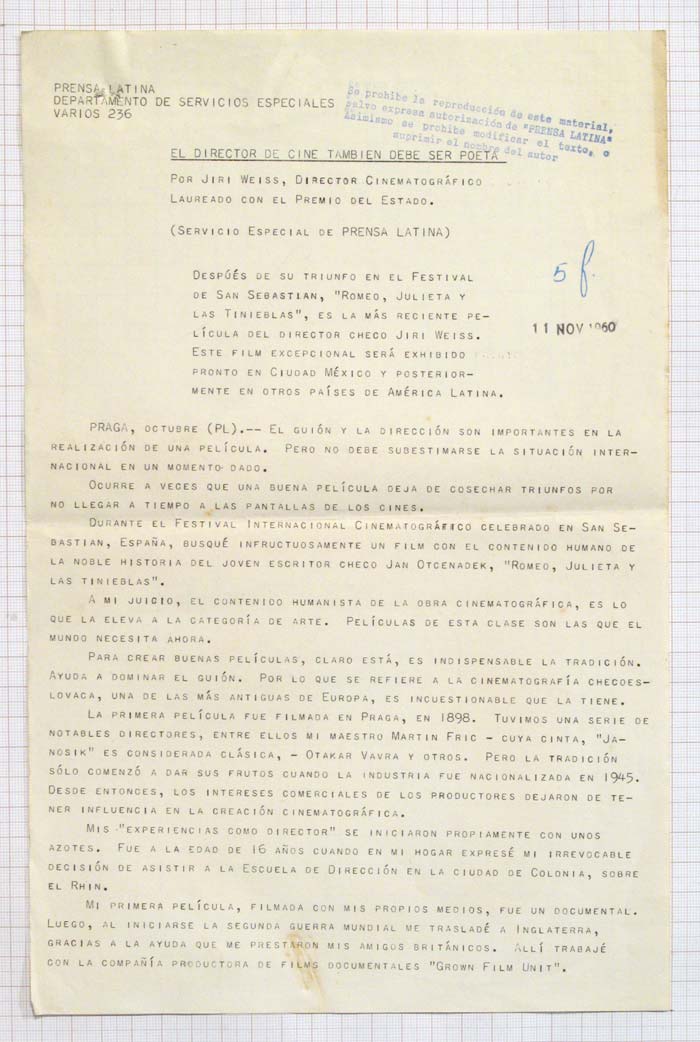 PRENSA LATINA
DEPARTAMENTO DE SERVICIOS ESPECIALES
VARIOS 236
Se prohibe la reproducción de este material,
salvo expresa autorización de "PRENSA LATINA"
Asimismo se prohibe modificar el texto, o
suprimir el nombre del autor
EL DIRECTOR DE CINE TAMBIEN DEBE SER POETA
POR JIRI WEISS, DIRECTOR CINEMATOGRÁFICO
LAUREADO CON EL PREMIO DEL ESTADO.
(SERVICIO ESPECIAL DE PRENSA LATINA)
5 f.
DESPÚES DE SU TRIUNFO EN EL FESTIVAL
DE SAN SEBASTIAN, "ROMEO, JULIETA Y
LAS TINIEBLAS", ES LA MÁS RECIENTE PE-
LÍCULA DEL DIRECTOR CHECO JIRI WEISS.
ESTE FILM EXCEPCIONAL SERÁ EXHIBIDO
PRONTO EN CIUDAD MÉXICO Y POSTERIOR-
MENTE EN OTROS PAÍSES DE AMÉRICA LATINA.
11 NOV 1960
PRAGA, OCTUBRE (PL).-- EL GUIÓN Y LA DIRECCIÓN SON IMPORTANTES EN LA
REALIZACIÓN DE UNA PELÍCULA. PERO NO DEBE SUBESTIMARSE LA SITUACIÓN INTER-
NACIONAL EN UN MOMENTO DADO.
OCURRE A VECES QUE UNA BUENA PELÍCULA DEJA DE COSECHAR TRIUNFOS POR
NO LLEGAR A TIEMPO A LAS PANTALLAS DE LOS CINES.
DURANTE EL FESTIVAL INTERNACIONAL CINEMATOGRÁFICO CELEBRADO EN SAN SE-
BASTIAN, ESPAÑA, BUSQUÉ INFRUCTUOSAMENTE UN FILM CON EL CONTENIDO HUMANO DE
LA NOBLE HISTORIA DEL JOVEN ESCRITOR CHECO JAN OTCENADEK, "ROMEO, JULIETA Y
LAS TINIEBLAS".
A MI JUICIO, EL CONTENIDO HUMANISTA DE LA OBRA CINEMATOGRÁFICA, ES LO
QUE LA ELEVA A LA CATEGORÍA DE ARTE. PELÍCULAS DE ESTA CLASE SON LAS QUE EL
MUNDO NECESITA AHORA.
PARA CREAR BUENAS PELÍCULAS, CLARO ESTÁ, ES INDISPENSABLE LA TRADICIÓN.
AYUDA A DOMINAR EL GUIÓN. POR LO QUE SE REFIERE A LA CINEMATOGRAFÍA CHECOES-
LOVACA, UNA DE LAS MÁS ANTIGUAS DE EUROPA, ES INCUESTIONABLE QUE LA TIENE.
LA PRIMERA PELÍCULA FUE FILMADA EN PRAGA, EN 1898. TUVIMOS UNA SERIE DE
NOTABLES DIRECTORES, ENTRE ELLOS MI MAESTRO MARTIN FRIC - CUYA CINTA, "JA-
NOSIK" ES CONSIDERADA CLÁSICA, - OTAKAR VAVRA Y OTROS. PERO LA TRADICIÓN
SÓLO COMENZÓ A DAR SUS FRUTOS CUANDO LA INDUSTRIA FUE NACIONALIZADA EN 1945.
DESDE ENTONCES, LOS INTERESES COMERCIALES DE LOS PRODUCTORES DEJARON DE TE-
NER INFLUENCIA EN LA CREACIÓN CINEMATOGRÁFICA.
MIS "EXPERIENCIAS COMO DIRECTOR" SE INICIARON PROPIAMENTE CON UNOS
AZOTES. FUE A LA EDAD DE 16 AÑOS CUANDO EN MI HOGAR EXPRESÉ MI IRREVOCABLE
DECISIÓN DE ASISTIR A LA ESCUELA DE DIRECCIÓN EN LA CIUDAD DE COLONIA, SOBRE
EL RHIN.
MI PRIMERA PELÍCULA, FILMADA CON MIS PROPIOS MEDIOS, FUE UN DOCUMENTAL.
LUEGO, AL INICIARSE LA SEGUNDA GUERRA MUNDIAL ME TRASLADÉ A INGLATERRA,
GRACIAS A LA AYUDA QUE ME PRESTARON MIS AMIGOS BRITÁNICOS. ALLÍ TRABAJÉ
CON LA COMPAÑÍA PRODUCTORA DE FILMS DOCUMENTALES "GROWN FILM UNIT".